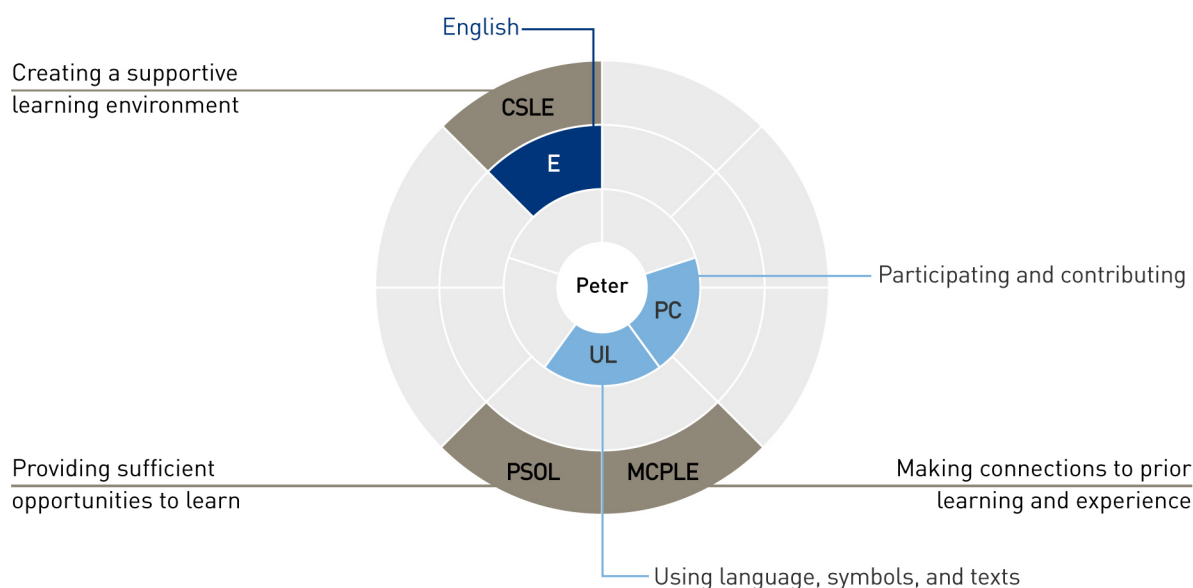 English
Creating a supportive
learning environment
CSLE
E
Peter
Participating and contributing
PC
UL
Providing sufficient
opportunities to learn
PSOL
MCPLE
Making connections to prior
learning and experience
Using language, symbols, and texts